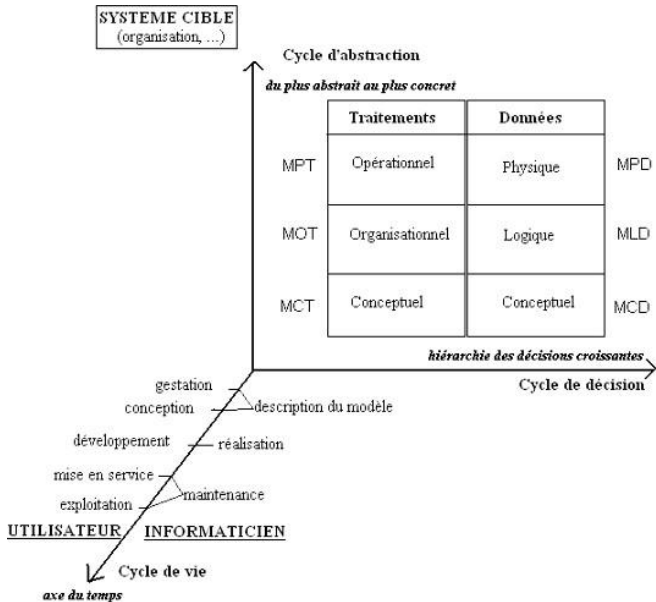 SYSTEME CIBLE
(organisation, ...)
Cycle d'abstraction
du plus abstrait au plus concret
Traitements Données
MPT Opérationnel Physique MPD
MOT Organisationnel Logique MLD
MCT Conceptuel Conceptuel MCD
hiérarchie des décisions croissantes
Cycle de décision
gestation
conception description du modèle
développement réalisation
mise en service
maintenance
exploitation
UTILISATEUR INFORMATICIEN
Cycle de vie
axe du temps